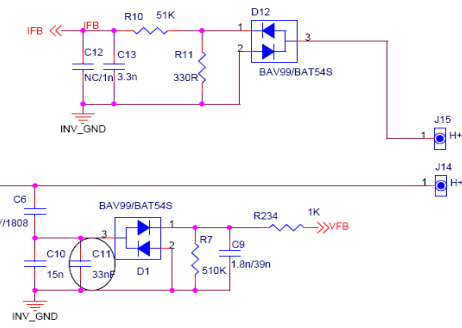 R10 51K
D12
IFB
IFB
C12
NC/1n
C13
3.3n
R11
330R
1
2
3
BAV99/BAT54S
INV_GND
J15
1
H+
J14
1
H+
C6
/1808
BAV99/BAT54S
3
1
2
D1
C10
15n
C11
33nF
R7
510K
C9
1.8n/39n
R234
1K
VFB
INV_GND